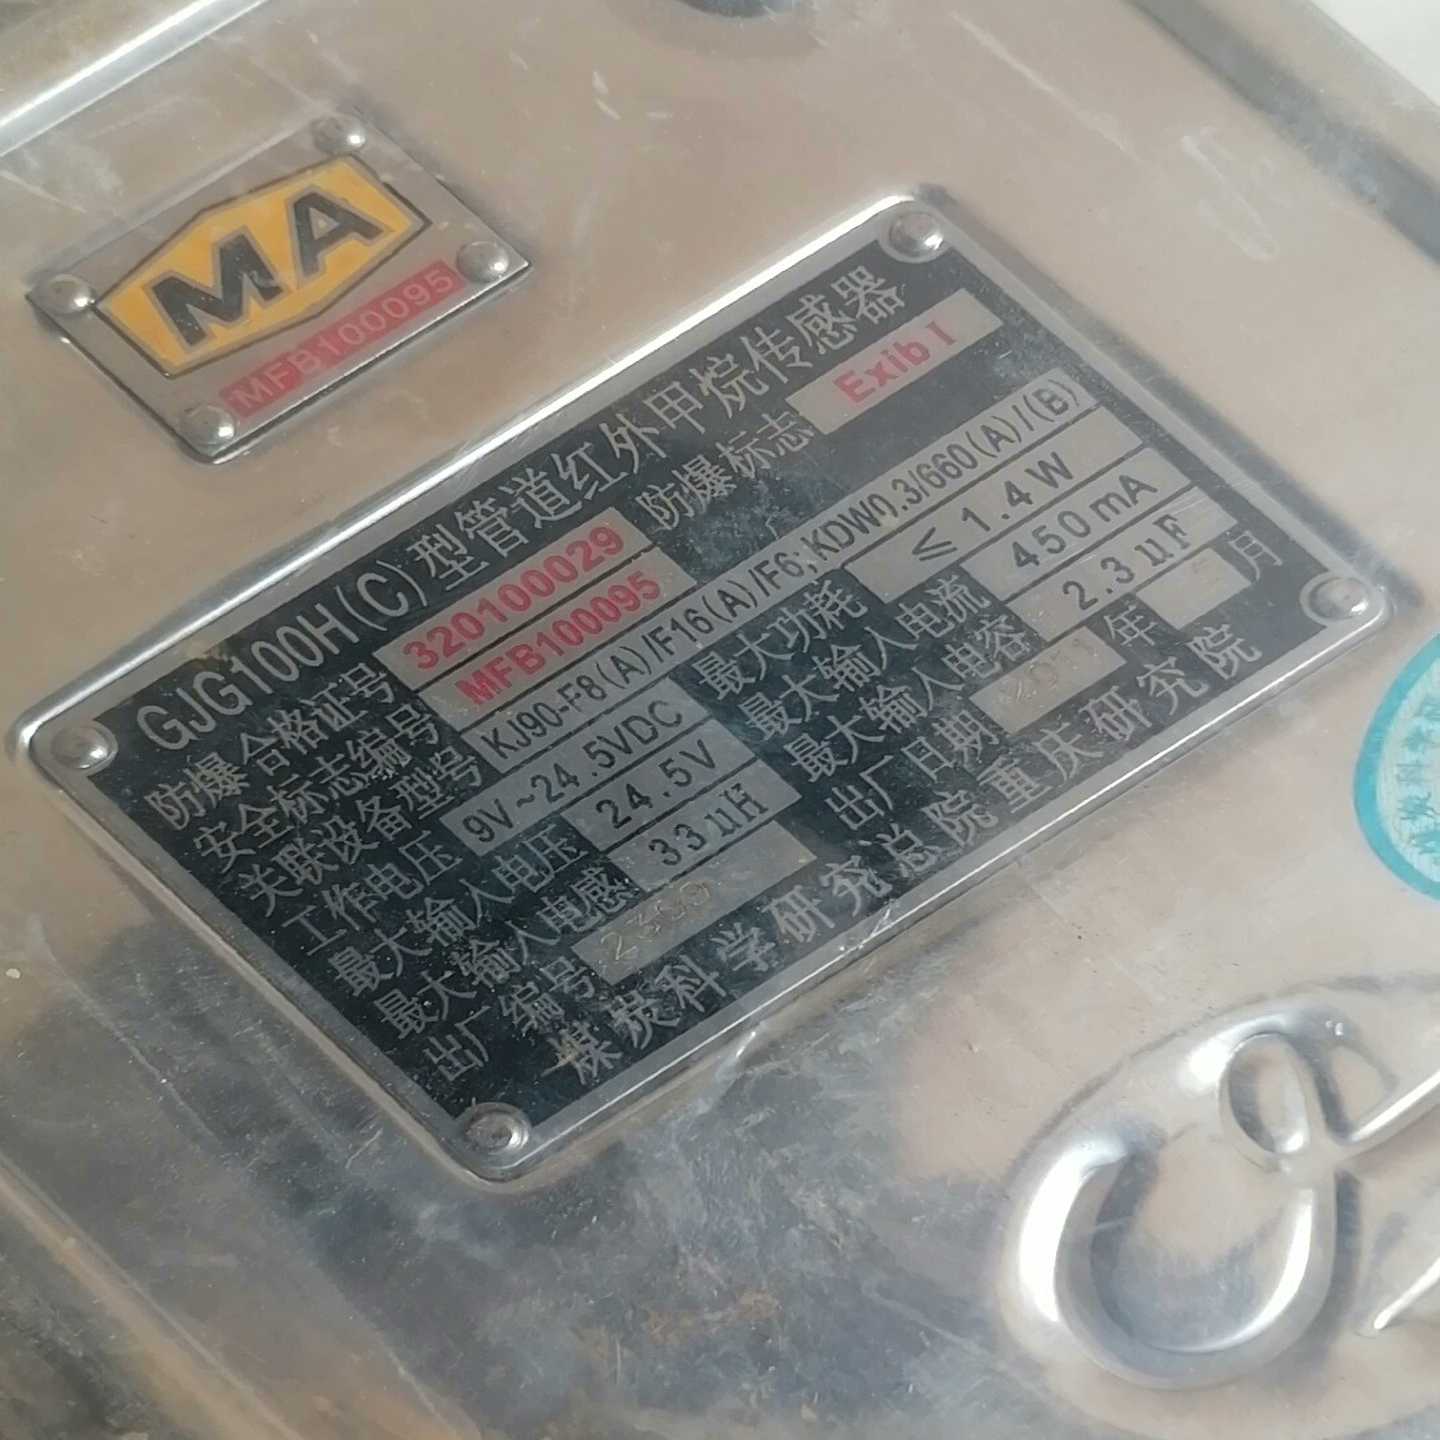 MA
MFB100095
GJG100H(C)型管道红外甲烷传感器
防爆合格证号 320100029 防爆标志 Exib I
安全标志编号 MFB100095
关联设备型号 KJ90-F8(A)/F16(A)/F6;KDW0.3/660(A)/(B)
工作电压 9V~24.5VDC 最大功耗 ≤1.4W
最大输入电压 24.5V 最大输入电流 450mA
最大输入电感 33uH 最大输入电容 2.3uF
出厂编号 出厂日期 年 月
煤炭科学研究总院重庆研究院